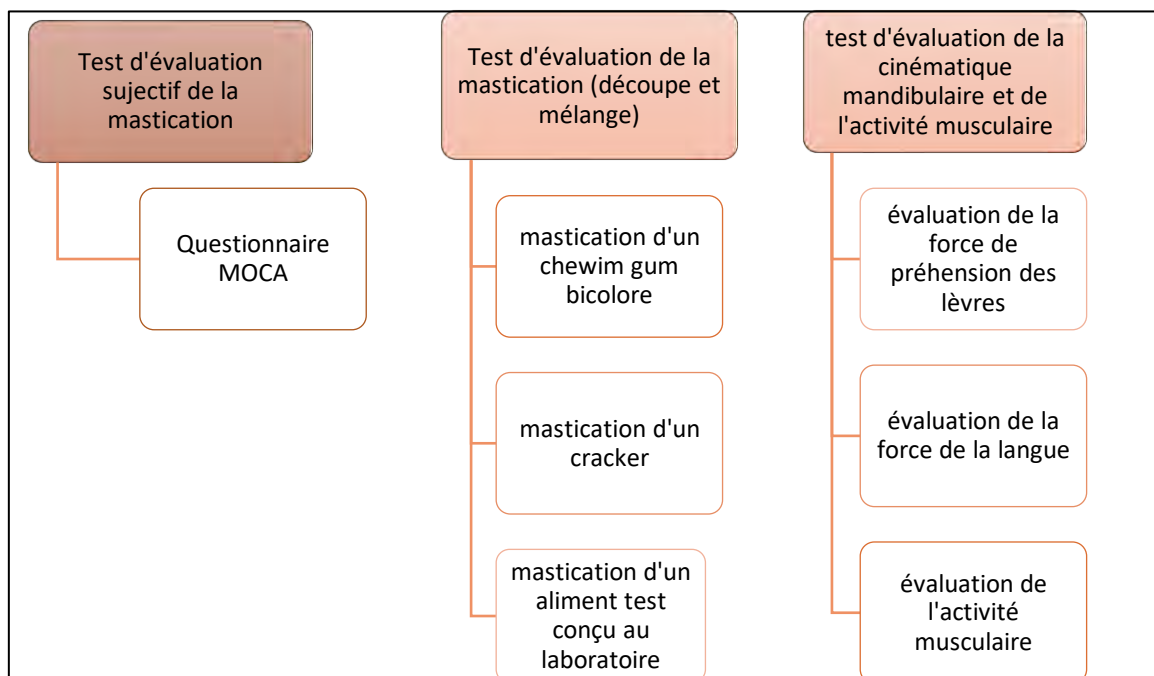 Test d'évaluation
sujectif de la
mastication
Questionnaire
MOCA
Test d'évaluation de la
mastication (découpe et
mélange)
mastication d'un
chewim gum
bicolore
mastication d'un
cracker
mastication d'un
aliment test
conçu au
laboratoire
test d'évaluation de la
cinématique
mandibulaire et de
l'activité musculaire
évaluation de la
force de
préhension des
lèvres
évaluation de la
force de la langue
évaluation de
l'activité
musculaire